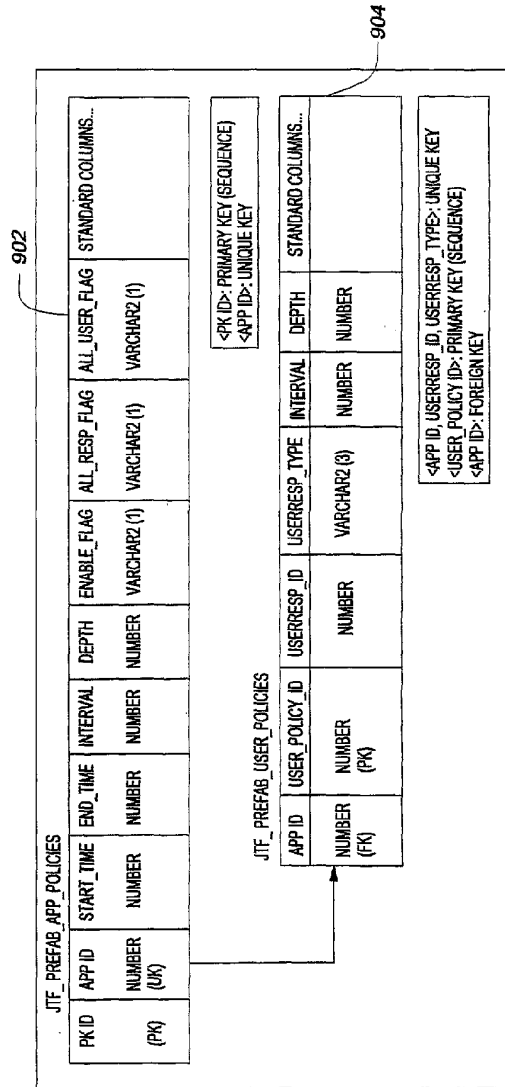 902
JTF_PREFAB_APP_POLICIES
PK ID APP ID START_TIME END_TIME INTERVAL DEPTH ENABLE_FLAG ALL_RESP_FLAG ALL_USER_FLAG STANDARD COLUMNS...
(PK) NUMBER (UK) NUMBER NUMBER NUMBER NUMBER VARCHAR2 (1) VARCHAR2 (1) VARCHAR2 (1)
<PK ID>: PRIMARY KEY (SEQUENCE)
<APP ID>: UNIQUE KEY
904
JTF_PREFAB_USER_POLICIES
APP ID USER_POLICY_ID USERRESP_ID USERRESP_TYPE INTERVAL DEPTH STANDARD COLUMNS...
NUMBER (FK) NUMBER (PK) NUMBER VARCHAR2 (3) NUMBER NUMBER
<APP ID, USERRESP_ID, USERRESP_TYPE>: UNIQUE KEY
<USER_POLICY ID>: PRIMARY KEY (SEQUENCE)
<APP ID>: FOREIGN KEY